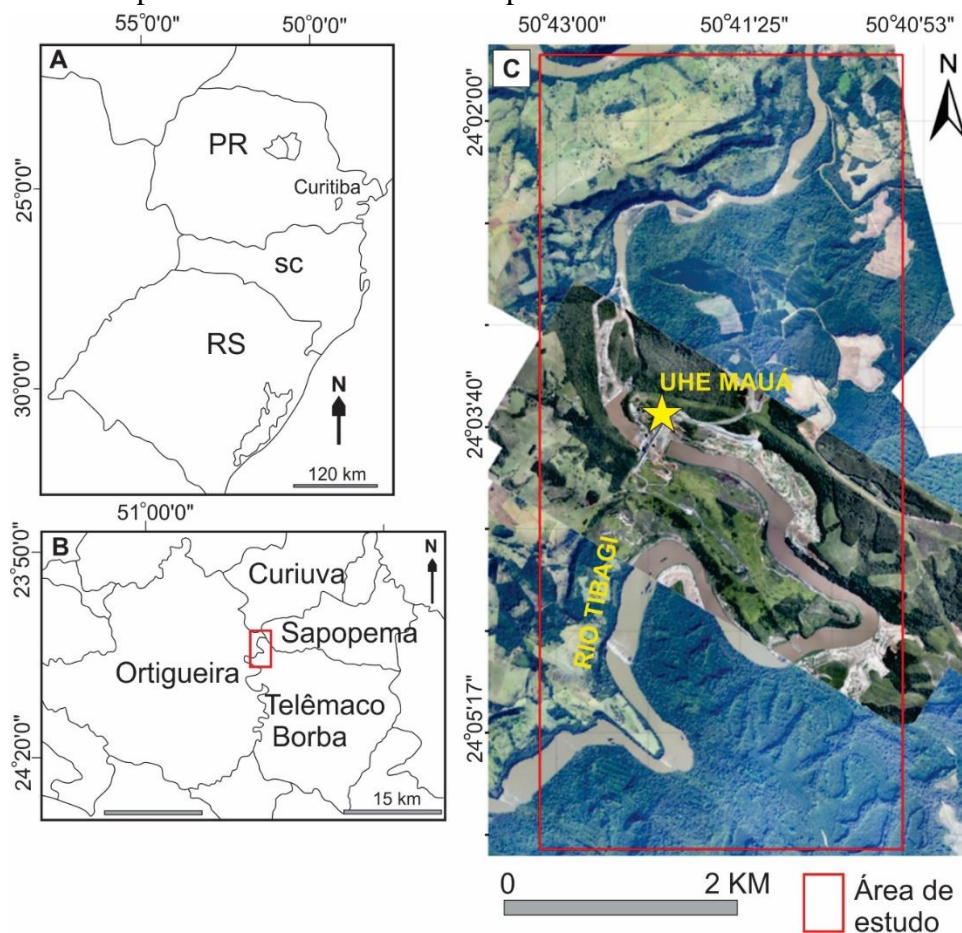 55°0'0" 50°0'0"
A
PR
Curitiba
25°0'0"
SC
RS
30°0'0"
N
120 km
51°00'0"
B
N
23°50'0"
Curiuva
Sapopema
Ortigueira
Telêmaco
Borba
24°20'0"
15 km
50°43'00" 50°41'25" 50°40'53"
C
N
24°02'00"
UHE MAUÁ
24°03'40"
RIO TIBAGI
24°05'17"
0 2 KM
Área de
estudo